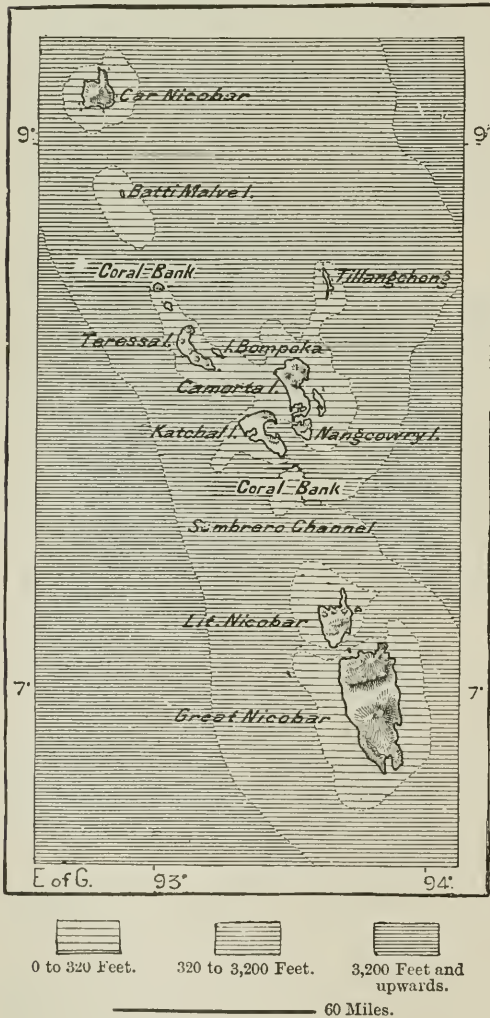 Car Nicobar
9° 9°
Batti Malve I.
Coral Bank
Tillangchong
Teressa I.
I. Bompoka
Camorta I.
Katchal I.
Nangcowry I.
Coral Bank
Sombrero Channel
Lit. Nicobar
7° 7°
Great Nicobar
E of G. 93° 94°
0 to 320 Feet. 320 to 3,200 Feet. 3,200 Feet and
upwards.
60 Miles.